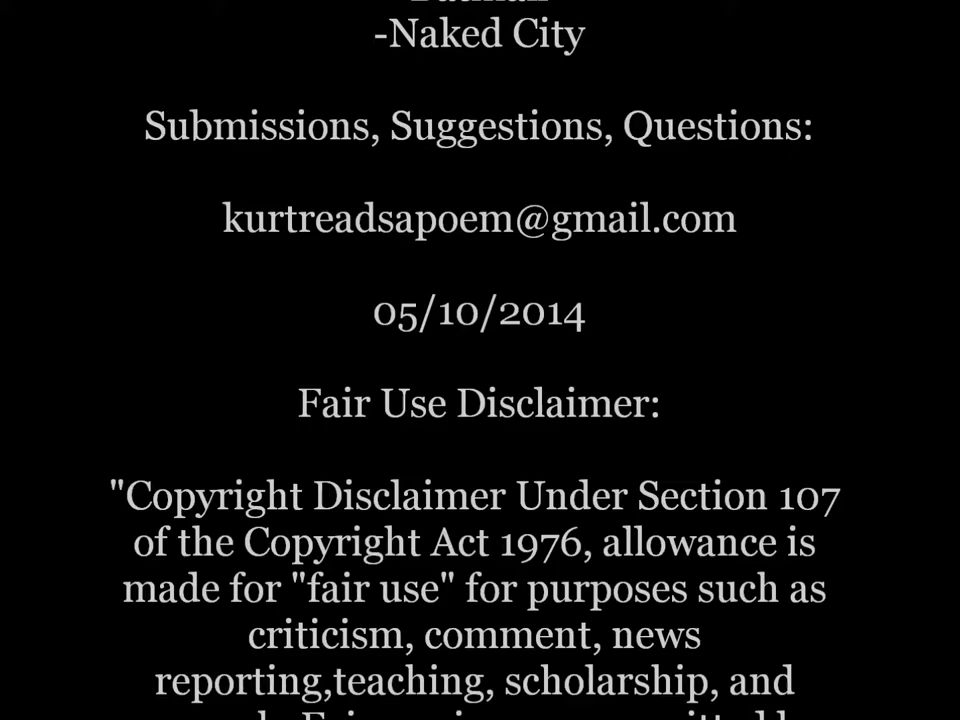 -Naked City
Submissions, Suggestions, Questions:
kurtreadsapoem@gmail.com
05/10/2014
Fair Use Disclaimer:
"Copyright Disclaimer Under Section 107
of the Copyright Act 1976, allowance is
made for "fair use" for purposes such as
criticism, comment, news
reporting,teaching, scholarship, and